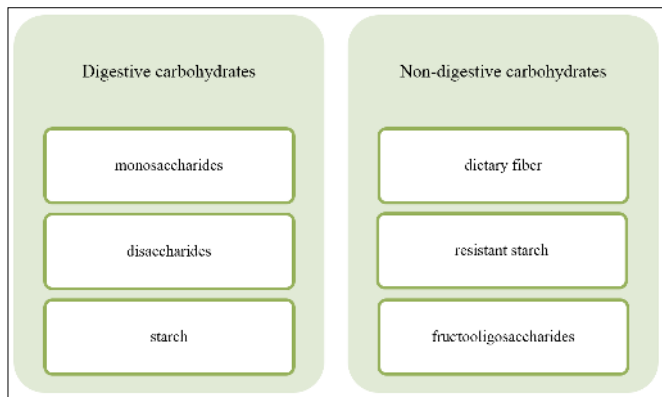 Digestive carbohydrates
monosaccharides
disaccharides
starch
Non-digestive carbohydrates
dietary fiber
resistant starch
fructooligosaccharides